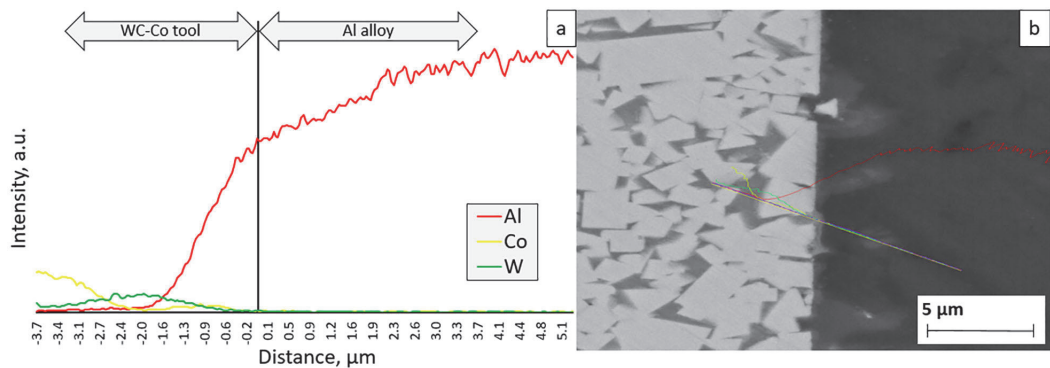 WC-Co tool
Al alloy
a
Intensity, a.u.
Al
Co
W
-3.7 -3.4 -3.1 -2.7 -2.4 -2.0 -1.6 -1.3 -0.9 -0.6 -0.2 0.1 0.5 0.9 1.2 1.6 1.9 2.3 2.6 3.0 3.3 3.7 4.1 4.4 4.8 5.1
Distance, µm
b
5 µm